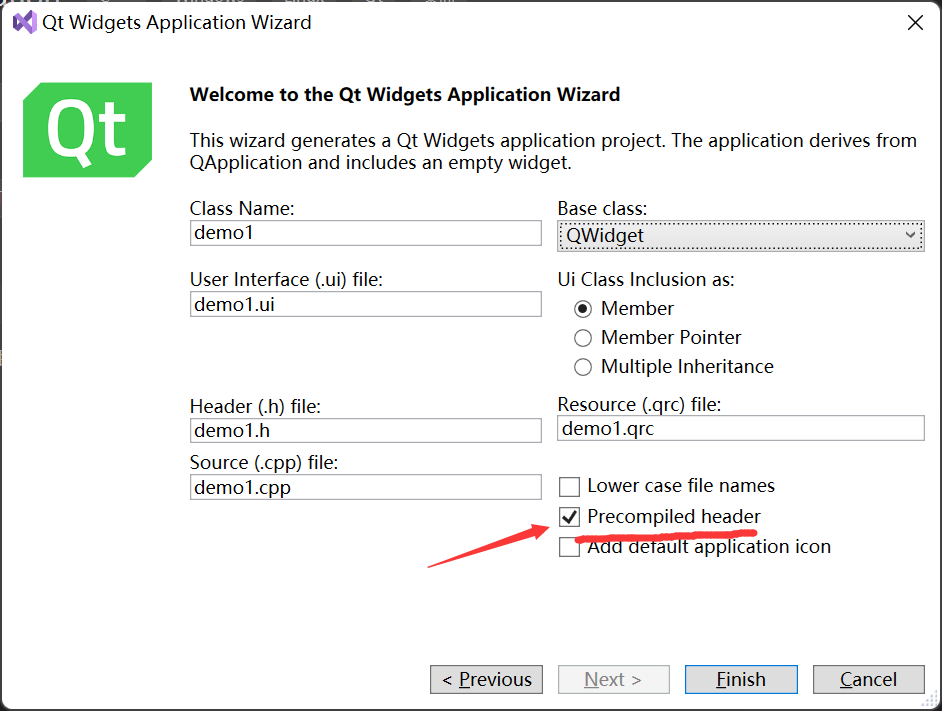 Qt Widgets Application Wizard
Qt
Welcome to the Qt Widgets Application Wizard
This wizard generates a Qt Widgets application project. The application derives from
QApplication and includes an empty widget.
Class Name:
demo1
Base class:
QWidget
User Interface (.ui) file:
demo1.ui
Ui Class Inclusion as:
Member
Member Pointer
Multiple Inheritance
Header (.h) file:
demo1.h
Resource (.qrc) file:
demo1.qrc
Source (.cpp) file:
demo1.cpp
Lower case file names
Precompiled header
Add default application icon
< Previous
Next >
Finish
Cancel